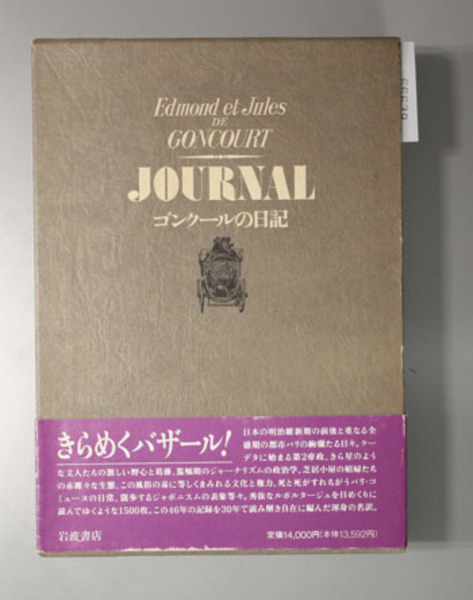 Edmond et Jules
DE
GONCOURT
JOURNAL
ゴンクールの日記
きらめくバザール!
日本の明治維新期の前後と重なる全
盛期の都市パリの絢爛たる日々。クー
デタに始まる第2帝政、きら星のよう
な文人たちの激しい野心と葛藤、鷲鳥期のジャーナリズムの政治学、芝居小屋の娼婦たち
の赤裸々な生態、この風俗の毒に等しくまみれる文化と権力、死と死がすれちがうパリ・コ
ミューヌの日常、闊歩するジャポニスムの表象等々。秀抜なルポルタージュを日めくりに
読んでゆくような1500枚。この46年の記録を30年で読み解き自在に編んだ渾身の名訳。
岩波書店
定価14,000円(本体13,592円)
66629